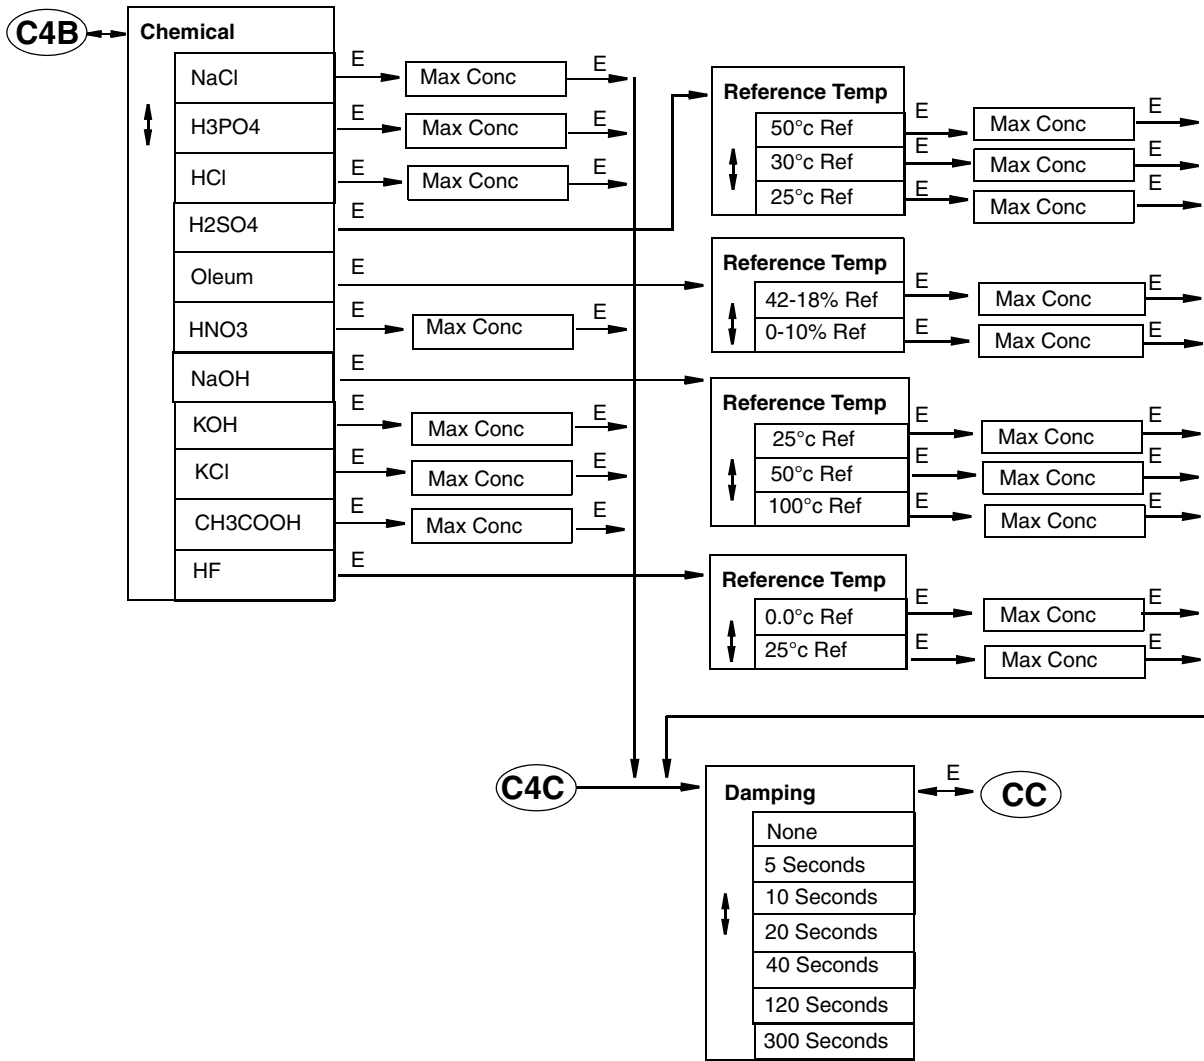 C4B
Chemical
NaCl
E
Max Conc
E
H3PO4
E
Max Conc
E
HCl
E
Max Conc
E
H2SO4
E
Oleum
E
HNO3
E
Max Conc
E
NaOH
E
KOH
E
Max Conc
E
KCl
E
Max Conc
E
CH3COOH
E
Max Conc
E
HF
E
Reference Temp
50°c Ref
E
Max Conc
E
30°c Ref
E
Max Conc
E
25°c Ref
E
Max Conc
Reference Temp
42-18% Ref
E
Max Conc
E
0-10% Ref
E
Max Conc
E
Reference Temp
25°c Ref
E
Max Conc
E
50°c Ref
E
Max Conc
E
100°c Ref
E
Max Conc
E
Reference Temp
0.0°c Ref
E
Max Conc
E
25°c Ref
E
Max Conc
E
C4C
Damping
E
CC
None
5 Seconds
10 Seconds
20 Seconds
40 Seconds
120 Seconds
300 Seconds